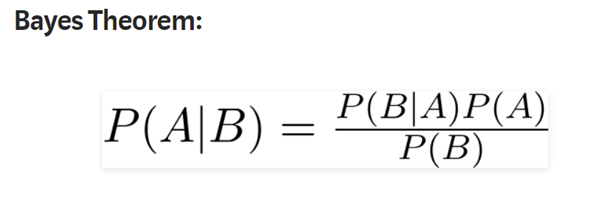 Bayes Theorem:
P(A|B) = P(B|A)P(A)
P(B)